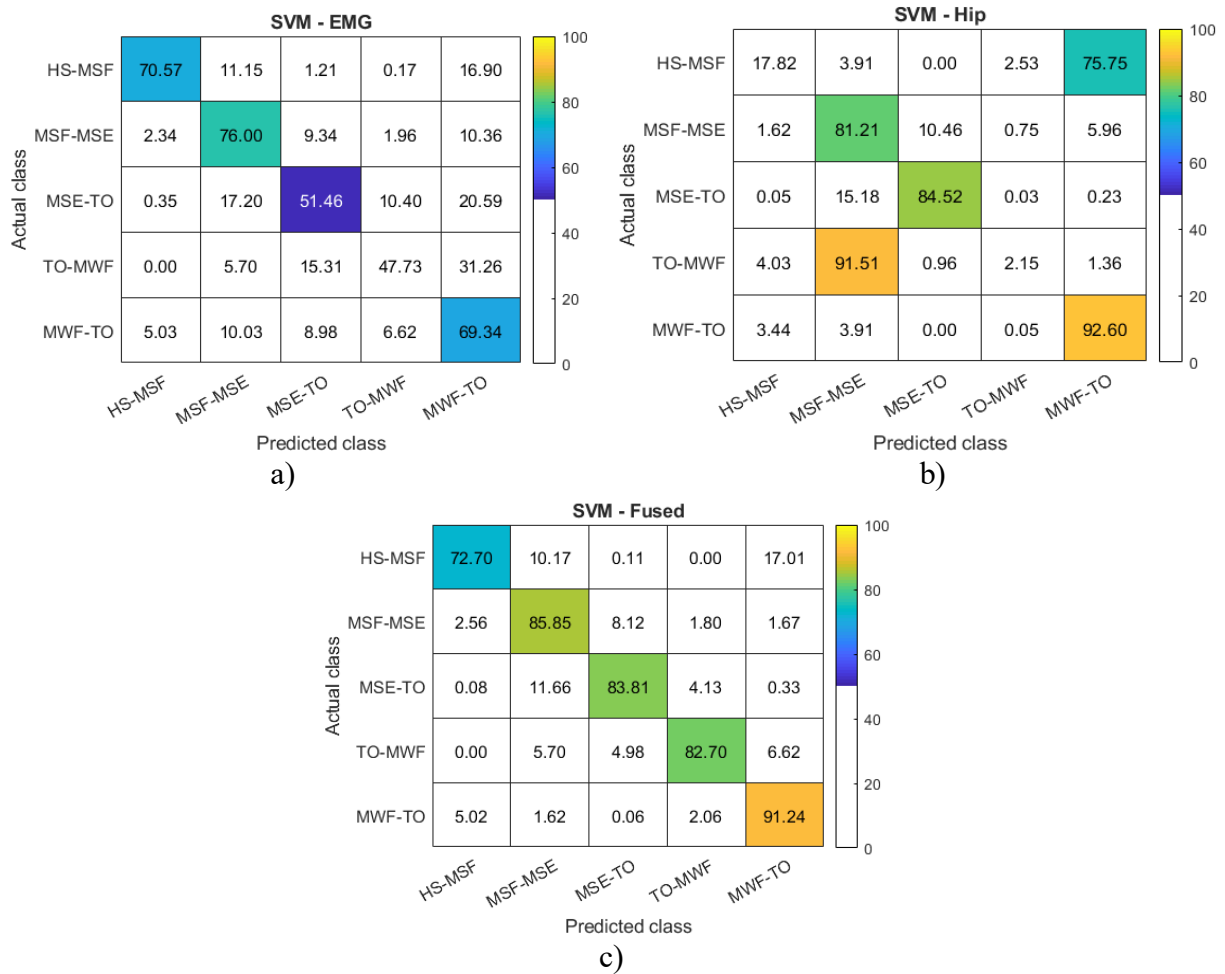 SVM - EMG
HS-MSF 70.57 11.15 1.21 0.17 16.90
MSF-MSE 2.34 76.00 9.34 1.96 10.36
MSE-TO 0.35 17.20 51.46 10.40 20.59
TO-MWF 0.00 5.70 15.31 47.73 31.26
MWF-TO 5.03 10.03 8.98 6.62 69.34
HS-MSF MSF-MSE MSE-TO TO-MWF MWF-TO
Actual class
Predicted class
100
80
60
40
20
0
a)
SVM - Hip
HS-MSF 17.82 3.91 0.00 2.53 75.75
MSF-MSE 1.62 81.21 10.46 0.75 5.96
MSE-TO 0.05 15.18 84.52 0.03 0.23
TO-MWF 4.03 91.51 0.96 2.15 1.36
MWF-TO 3.44 3.91 0.00 0.05 92.60
HS-MSF MSF-MSE MSE-TO TO-MWF MWF-TO
Actual class
Predicted class
100
80
60
40
20
0
b)
SVM - Fused
HS-MSF 72.70 10.17 0.11 0.00 17.01
MSF-MSE 2.56 85.85 8.12 1.80 1.67
MSE-TO 0.08 11.66 83.81 4.13 0.33
TO-MWF 0.00 5.70 4.98 82.70 6.62
MWF-TO 5.02 1.62 0.06 2.06 91.24
HS-MSF MSF-MSE MSE-TO TO-MWF MWF-TO
Actual class
Predicted class
100
80
60
40
20
0
c)